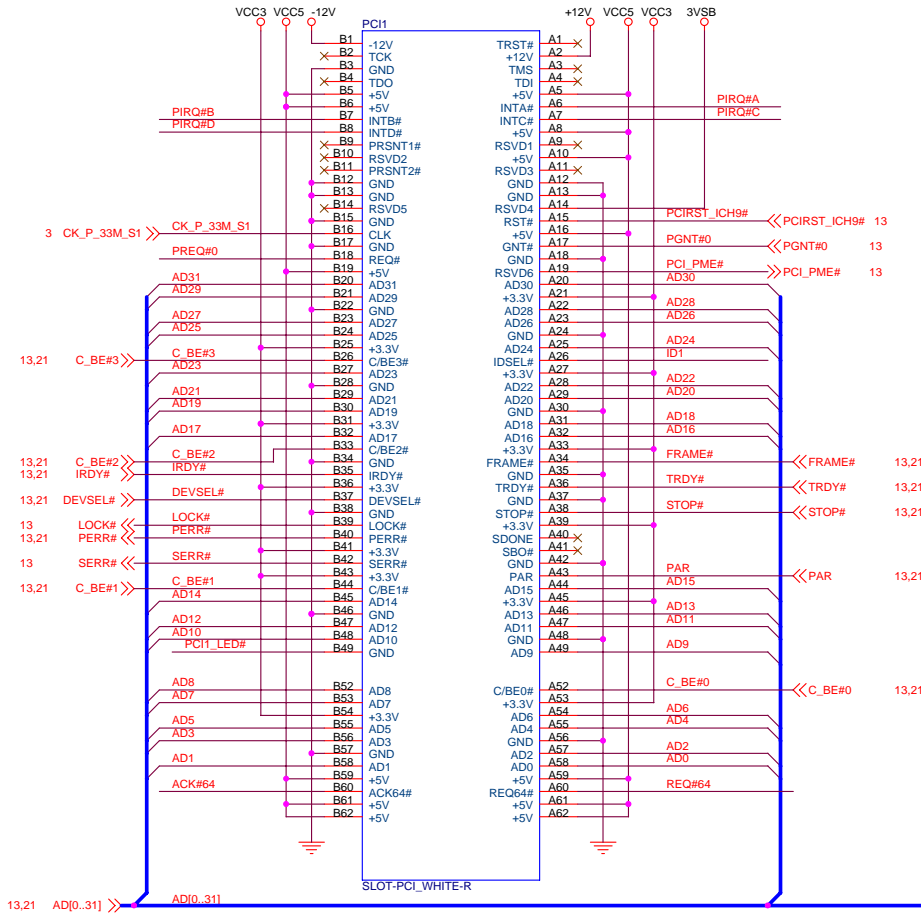 VCC3 VCC5 -12V +12V VCC5 VCC3 3VSB
PCI1
B1 -12V TRST# A1
B2 TCK +12V A2
B3 GND TMS A3
B4 TDO TDI A4
B5 +5V +5V A5
B6 +5V INTA# A6 PIRQ#A
PIRQ#B B7 INTB# INTC# A7 PIRQ#C
PIRQ#D B8 INTD# +5V A8
B9 PRSNT1# RSVD1 A9
B10 RSVD2 +5V A10
B11 PRSNT2# RSVD3 A11
B12 GND GND A12
B13 GND GND A13
B14 RSVD5 RSVD4 A14
B15 GND RST# A15 PCIRST_ICH9# PCIRST_ICH9# 13
3 CK_P_33M_S1 CK_P_33M_S1 B16 CLK +5V A16
B17 GND GNT# A17 PGNT#0 PGNT#0 13
PREQ#0 B18 REQ# GND A18
B19 +5V RSVD6 A19 PCI_PME# PCI_PME# 13
AD31 B20 AD31 AD30 A20 AD30
AD29 B21 AD29 +3.3V A21
B22 GND AD28 A22 AD28
AD27 B23 AD27 AD26 A23 AD26
AD25 B24 AD25 GND A24
B25 +3.3V AD24 A25 AD24
13,21 C_BE#3 C_BE#3 B26 C/BE3# IDSEL# A26 ID1
AD23 B27 AD23 +3.3V A27
B28 GND AD22 A28 AD22
AD21 B29 AD21 AD20 A29 AD20
AD19 B30 AD19 GND A30
B31 +3.3V AD18 A31 AD18
AD17 B32 AD17 AD16 A32 AD16
B33 C/BE2# +3.3V A33
13,21 C_BE#2 C_BE#2 B34 GND FRAME# A34 FRAME# FRAME# 13,21
13,21 IRDY# IRDY# B35 IRDY# GND A35
B36 +3.3V TRDY# A36 TRDY# TRDY# 13,21
13,21 DEVSEL# DEVSEL# B37 DEVSEL# GND A37
B38 GND STOP# A38 STOP# STOP# 13,21
13 LOCK# LOCK# B39 LOCK# +3.3V A39
13,21 PERR# PERR# B40 PERR# SDONE A40
B41 +3.3V SBO# A41
13 SERR# SERR# B42 SERR# GND A42
B43 +3.3V PAR A43 PAR PAR 13,21
13,21 C_BE#1 C_BE#1 B44 C/BE1# AD15 A44 AD15
AD14 B45 AD14 +3.3V A45
B46 GND AD13 A46 AD13
AD12 B47 AD12 AD11 A47 AD11
AD10 B48 AD10 GND A48
PCI1_LED# B49 GND AD9 A49 AD9
AD8 B52 AD8 C/BE0# A52 C_BE#0 C_BE#0 13,21
AD7 B53 AD7 +3.3V A53
B54 +3.3V AD6 A54 AD6
AD5 B55 AD5 AD4 A55 AD4
AD3 B56 AD3 GND A56
B57 GND AD2 A57 AD2
AD1 B58 AD1 AD0 A58 AD0
B59 +5V +5V A59
ACK#64 B60 ACK64# REQ64# A60 REQ#64
B61 +5V +5V A61
B62 +5V +5V A62
SLOT-PCI_WHITE-R
13,21 AD[0..31] AD[0..31]